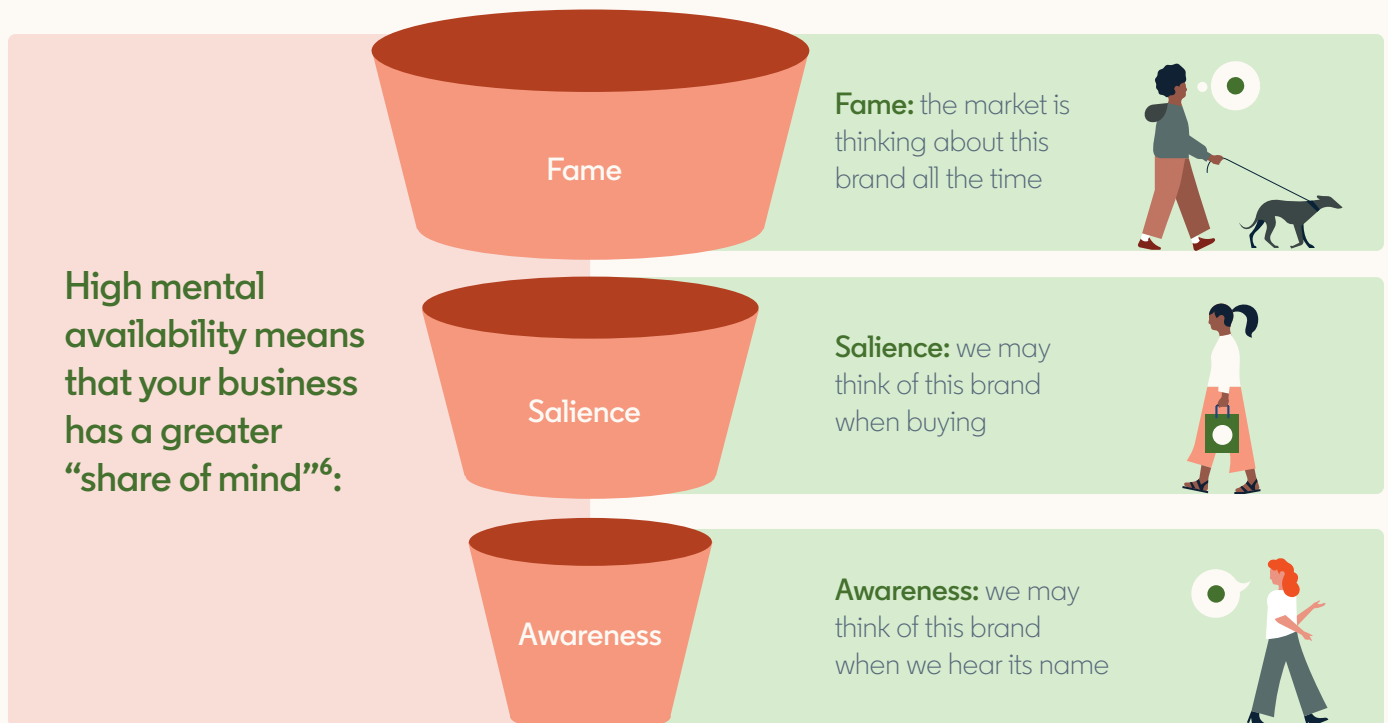 High mental
availability means
that your business
has a greater
“share of mind”⁶:
Fame
Fame: the market is
thinking about this
brand all the time
Salience
Salience: we may
think of this brand
when buying
Awareness
Awareness: we may
think of this brand
when we hear its name